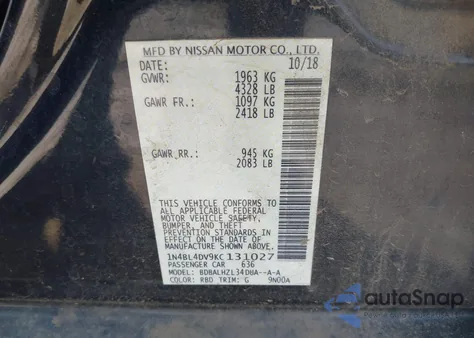 MFD BY NISSAN MOTOR CO., LTD.
DATE: 10/18
GVWR: 1963 KG
4328 LB
GAWR FR.: 1097 KG
2418 LB
GAWR,RR.: 945 KG
2083 LB
THIS VEHICLE CONFORMS TO
ALL APPLICABLE FEDERAL
MOTOR VEHICLE SAFETY,
BUMPER, AND THEFT
PREVENTION STANDARDS
IN EFFECT ON THE DATE OF
MANUFACTURE SHOWN ABOVE.
1N4BL4DV9KC131027
PASSENGER CAR 636
MODEL: BDBALHZL34DUA--A-A
COLOR: RBD TRIM: G 9N00A
autoSnap
Cars & Stats